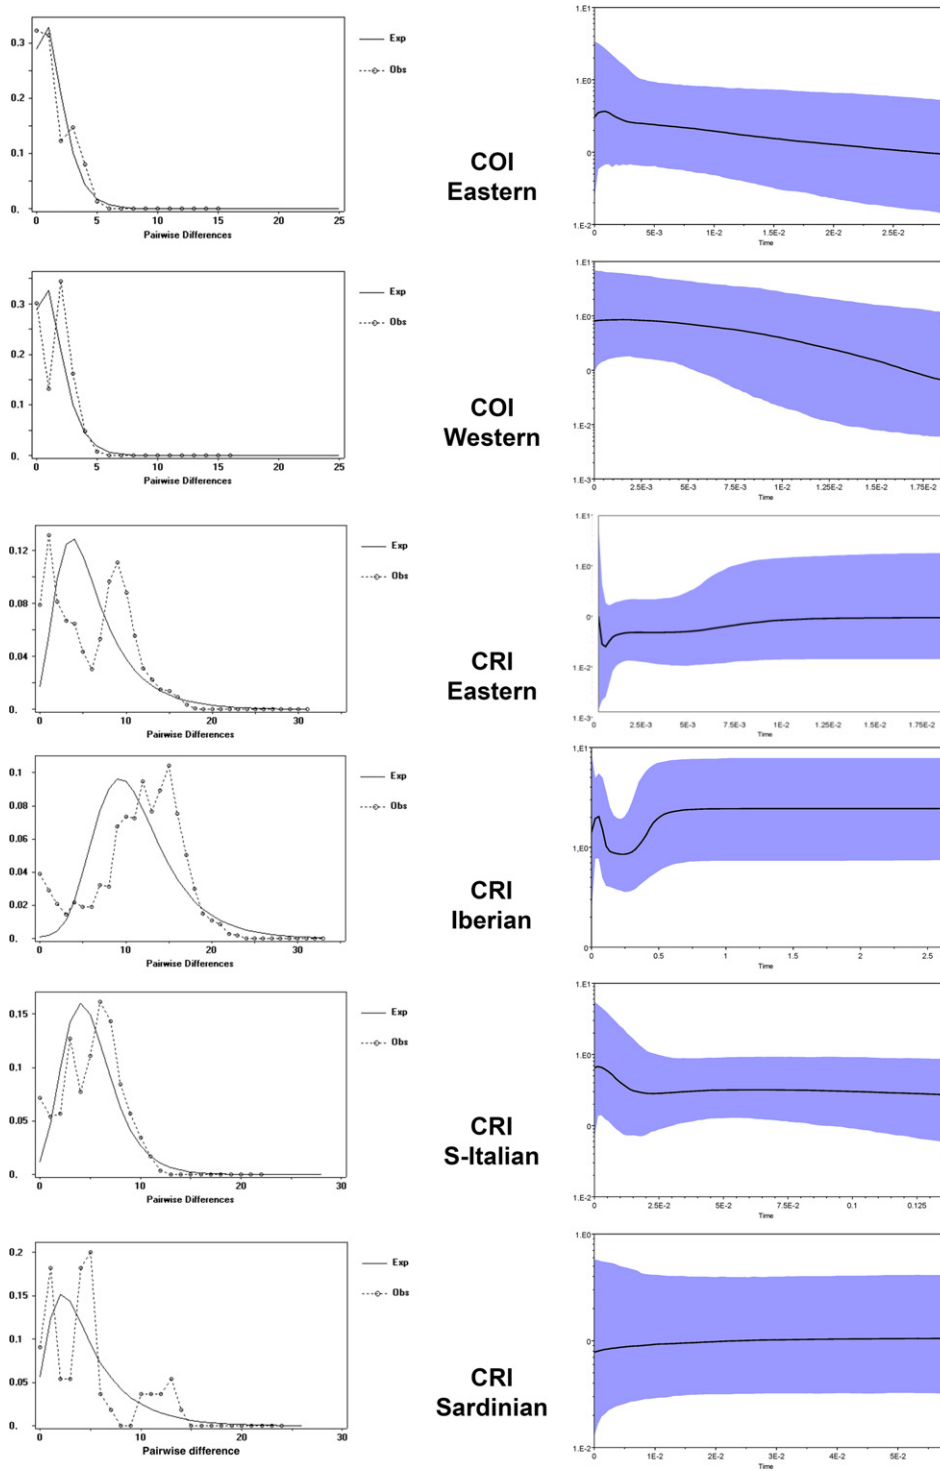 0.3
0.2
0.1
0.
0 5 10 15 20 25
Pairwise Differences
Exp
Obs
COI
Eastern
1.E1
1.E0
0
1.E-2
0 5E-3 1E-2 1.5E-2 2E-2 2.5E-2
Time
0.3
0.2
0.1
0.
0 5 10 15 20 25
Pairwise Differences
Exp
Obs
COI
Western
1.E1
1.E0
0
1.E-2
1.E-3
0 2.5E-3 5E-3 7.5E-3 1E-2 1.25E-2 1.5E-2 1.75E-2
Time
0.12
0.08
0.04
0.
0 10 20 30
Pairwise Differences
Exp
Obs
CRI
Eastern
1.E1
1.E0
0
1.E-2
1.E-3
0 2.5E-3 5E-3 7.5E-3 1E-2 1.25E-2 1.5E-2 1.75E-2
Time
0.1
0.08
0.06
0.04
0.02
0.
0 10 20 30
Pairwise Differences
Exp
Obs
CRI
Iberian
1.E1
1.E0
0
0 0.5 1 1.5 2 2.5
Time
0.15
0.1
0.05
0.
0 10 20 30
Pairwise Differences
Exp
Obs
CRI
S-Italian
1.E1
1.E0
0
1.E-2
0 2.5E-2 5E-2 7.5E-2 0.1 0.125
Time
0.2
0.15
0.1
0.05
0.
0 10 20 30
Pairwise difference
Exp
Obs
CRI
Sardinian
1.E0
0
1.E-2
0 1E-2 2E-2 3E-2 4E-2 5E-2
Time